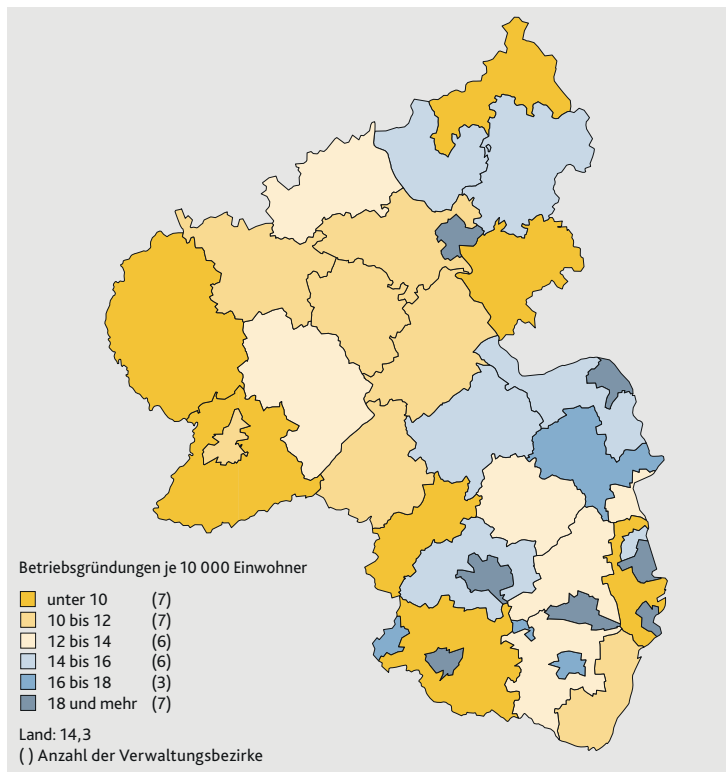 Betriebsgründungen je 10 000 Einwohner
unter 10 (7)
10 bis 12 (7)
12 bis 14 (6)
14 bis 16 (6)
16 bis 18 (3)
18 und mehr (7)
Land: 14,3
( ) Anzahl der Verwaltungsbezirke